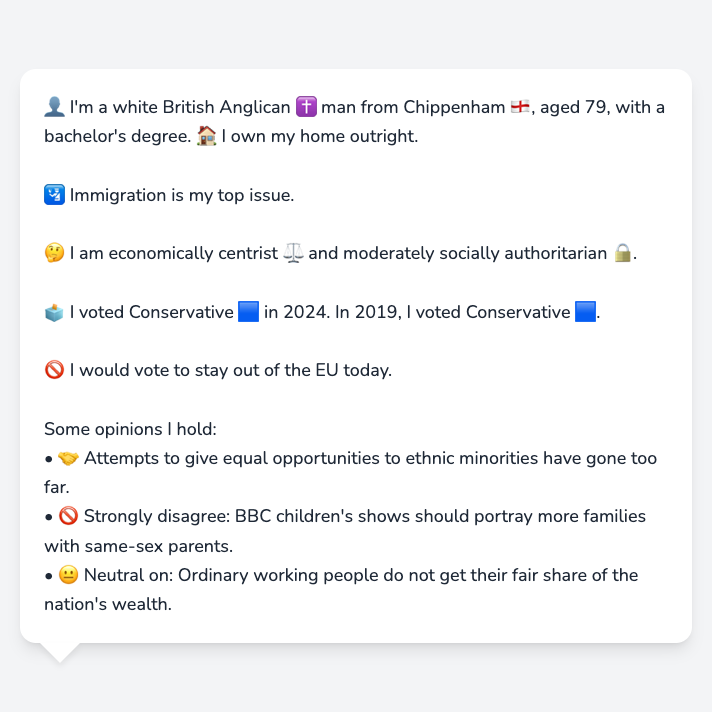 👤 I'm a white British Anglican ✝️ man from Chippenham 🏴󠁧󠁢󠁥󠁮󠁧󠁿, aged 79, with a
bachelor's degree. 🏠 I own my home outright.
🛂 Immigration is my top issue.
🤔 I am economically centrist ⚖️ and moderately socially authoritarian 🔒.
🗳️ I voted Conservative 🟦 in 2024. In 2019, I voted Conservative 🟦.
🚫 I would vote to stay out of the EU today.
Some opinions I hold:
• 🤝 Attempts to give equal opportunities to ethnic minorities have gone too
far.
• 🚫 Strongly disagree: BBC children's shows should portray more families
with same-sex parents.
• 😐 Neutral on: Ordinary working people do not get their fair share of the
nation's wealth.